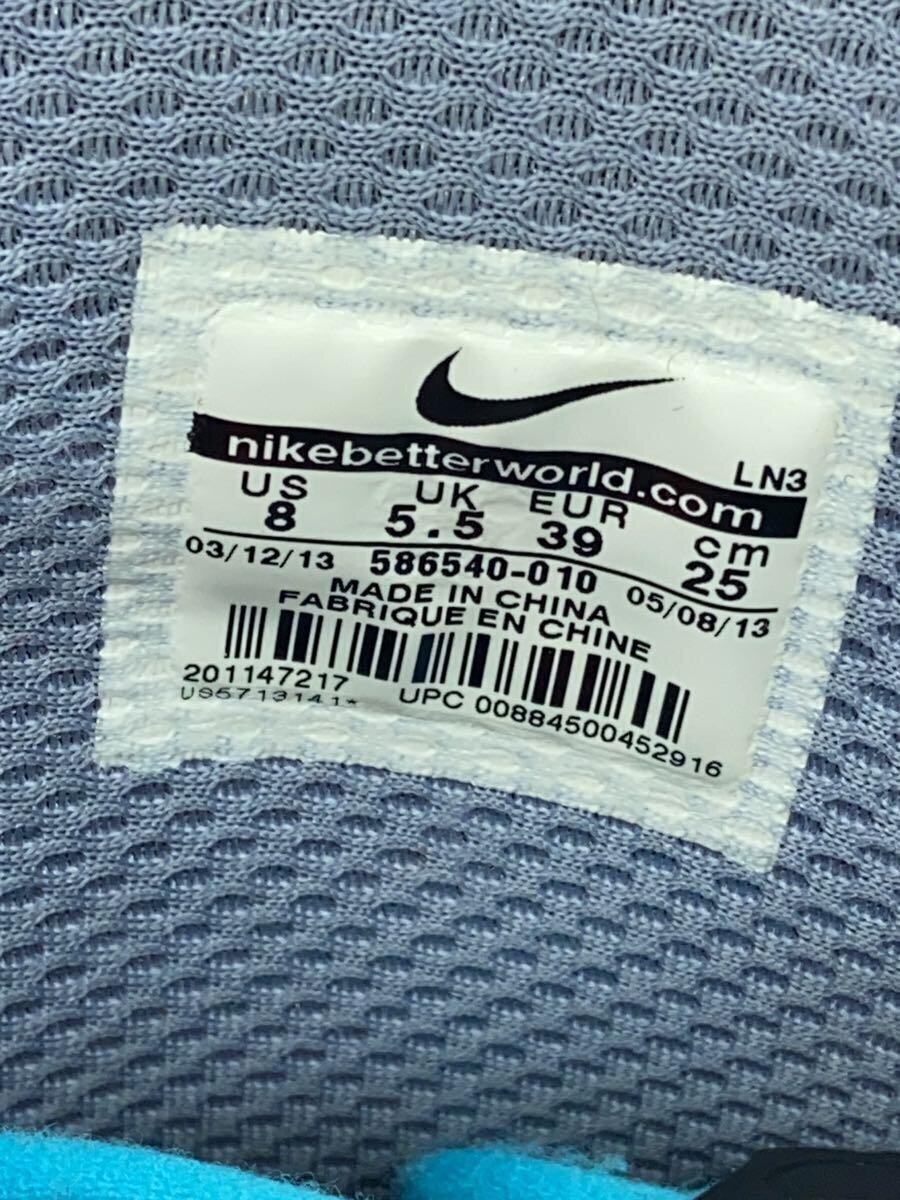 nikebetterworld.com
LN3
US UK EUR cm
8 5.5 39 25
03/12/13 586540-010 05/08/13
MADE IN CHINA
FABRIQUE EN CHINE
201147217
UPC 00884500452916